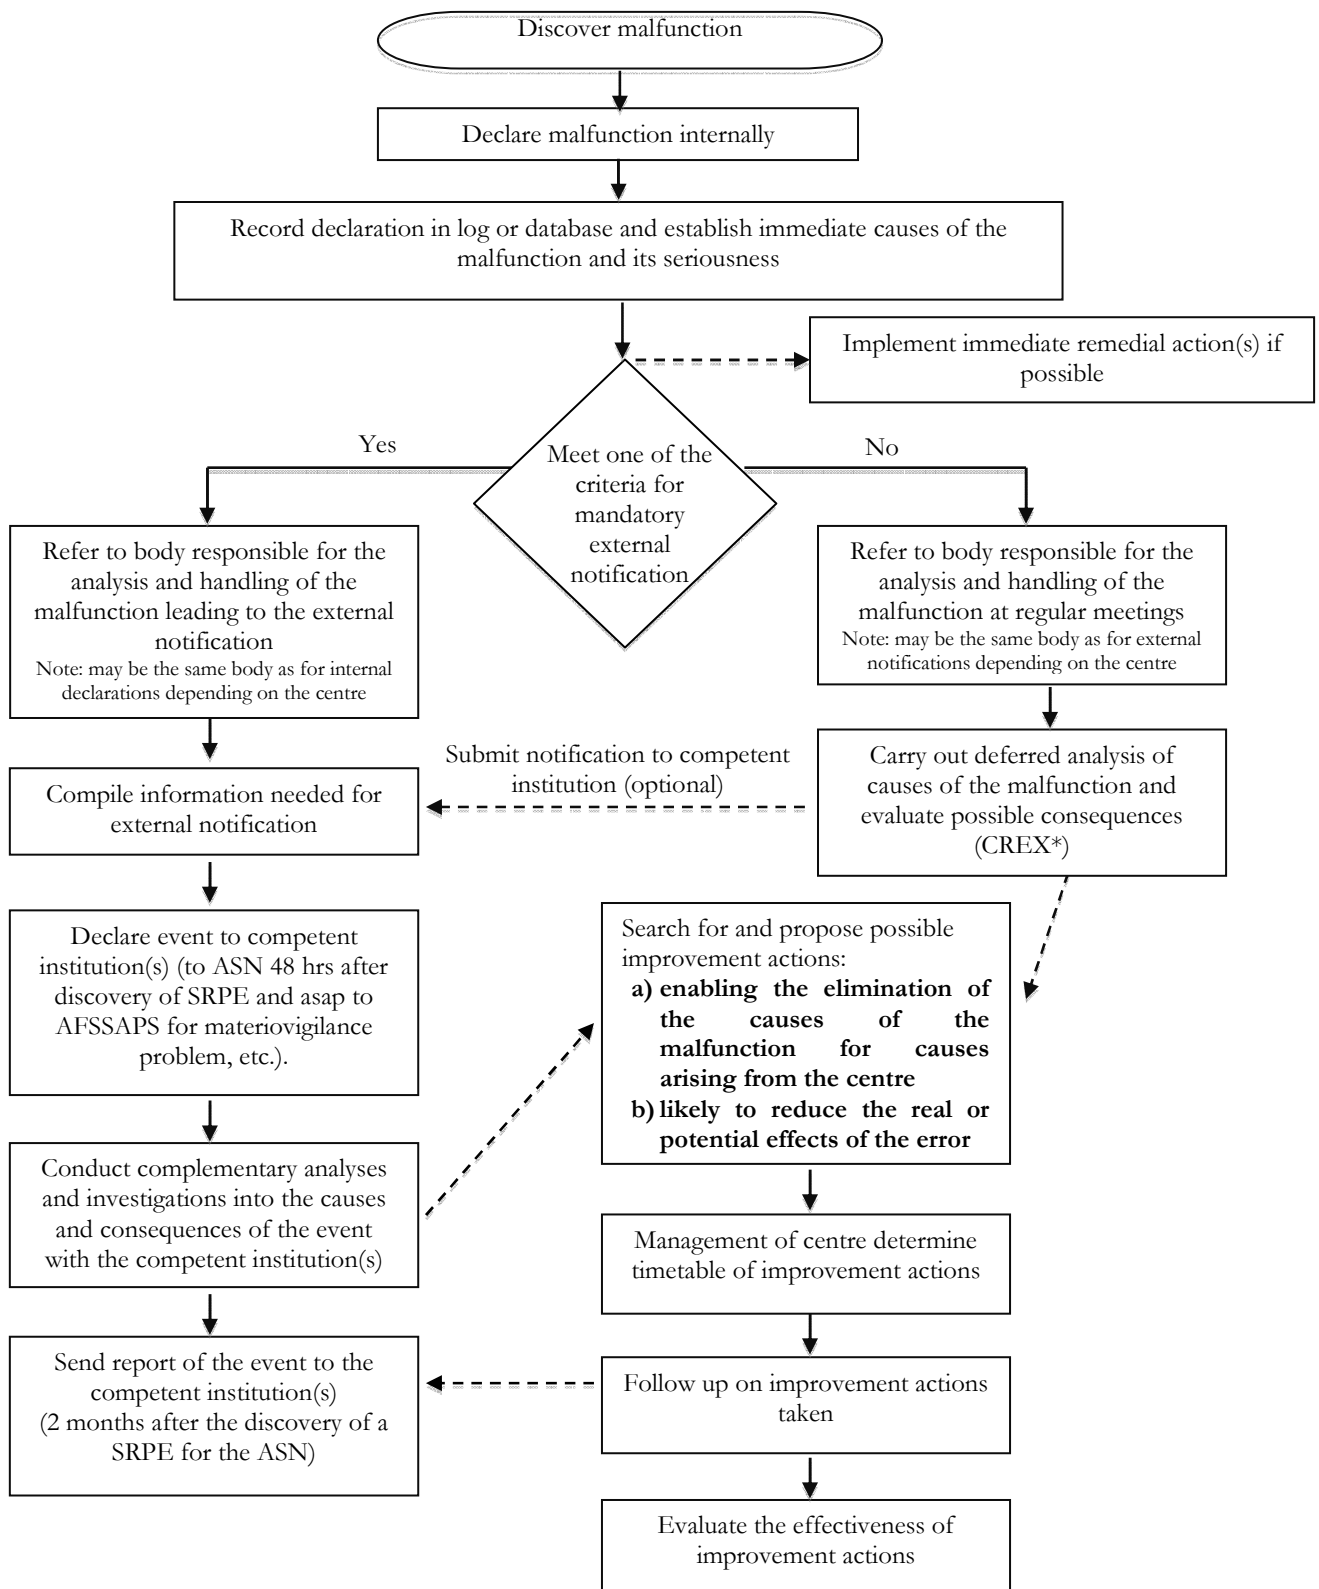 Discover malfunction
Declare malfunction internally
Record declaration in log or database and establish immediate causes of the
malfunction and its seriousness
Implement immediate remedial action(s) if
possible
Yes
No
Meet one of the
criteria for
mandatory
external
notification
Refer to body responsible for the
analysis and handling of the
malfunction leading to the external
notification
Note: may be the same body as for internal
declarations depending on the centre
Refer to body responsible for the
analysis and handling of the
malfunction at regular meetings
Note: may be the same body as for external
notifications depending on the centre
Submit notification to competent
institution (optional)
Carry out deferred analysis of
causes of the malfunction and
evaluate possible consequences
(CREX*)
Compile information needed for
external notification
Declare event to competent
institution(s) (to ASN 48 hrs after
discovery of SRPE and asap to
AFSSAPS for materiovigilance
problem, etc.).
Search for and propose possible
improvement actions:
a) enabling the elimination of
the causes of the
malfunction for causes
arising from the centre
b) likely to reduce the real or
potential effects of the error
Conduct complementary analyses
and investigations into the causes
and consequences of the event
with the competent institution(s)
Management of centre determine
timetable of improvement actions
Send report of the event to the
competent institution(s)
(2 months after the discovery of a
SRPE for the ASN)
Follow up on improvement actions
taken
Evaluate the effectiveness of
improvement actions